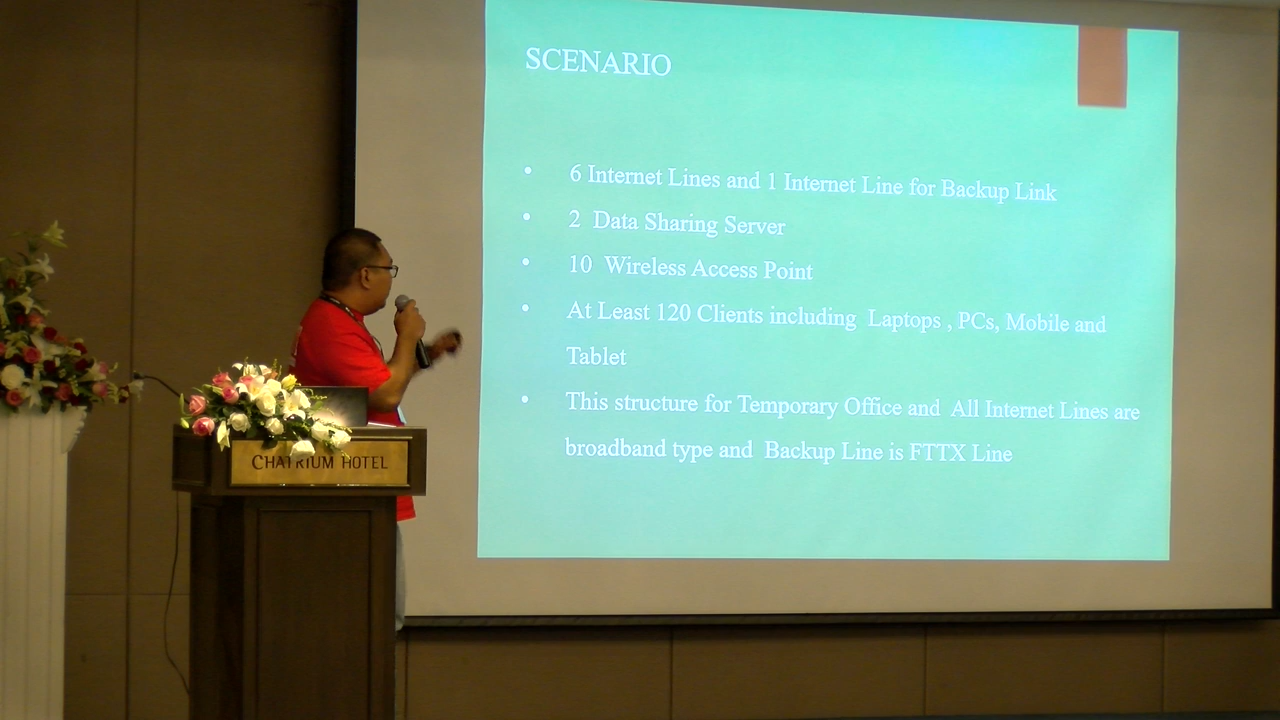 SCENARIO
• 6 Internet Lines and 1 Internet Line for Backup Link
• 2 Data Sharing Server
• 10 Wireless Access Point
• At Least 120 Clients including Laptops , PCs, Mobile and
Tablet
• This structure for Temporary Office and All Internet Lines are
broadband type and Backup Line is FTTX Line
CHATRIUM HOTEL